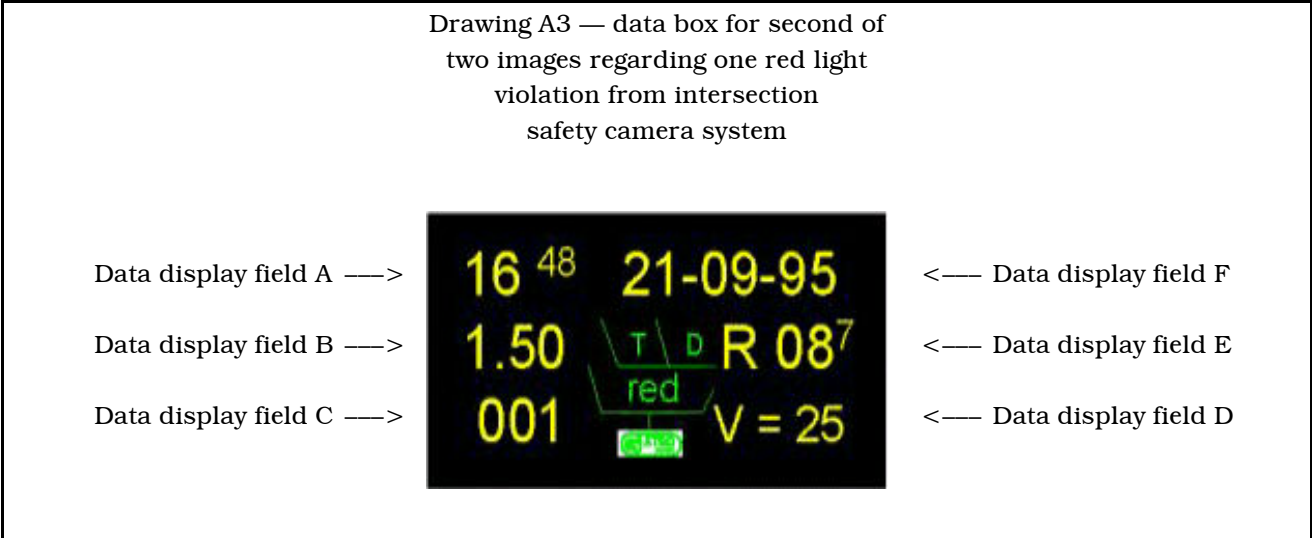 Drawing A3 — data box for second of
two images regarding one red light
violation from intersection
safety camera system
Data display field A ––––> 16 48 21-09-95 <–––– Data display field F
Data display field B ––––> 1.50 T D R 08⁷ <–––– Data display field E
red
Data display field C ––––> 001 V = 25 <–––– Data display field D